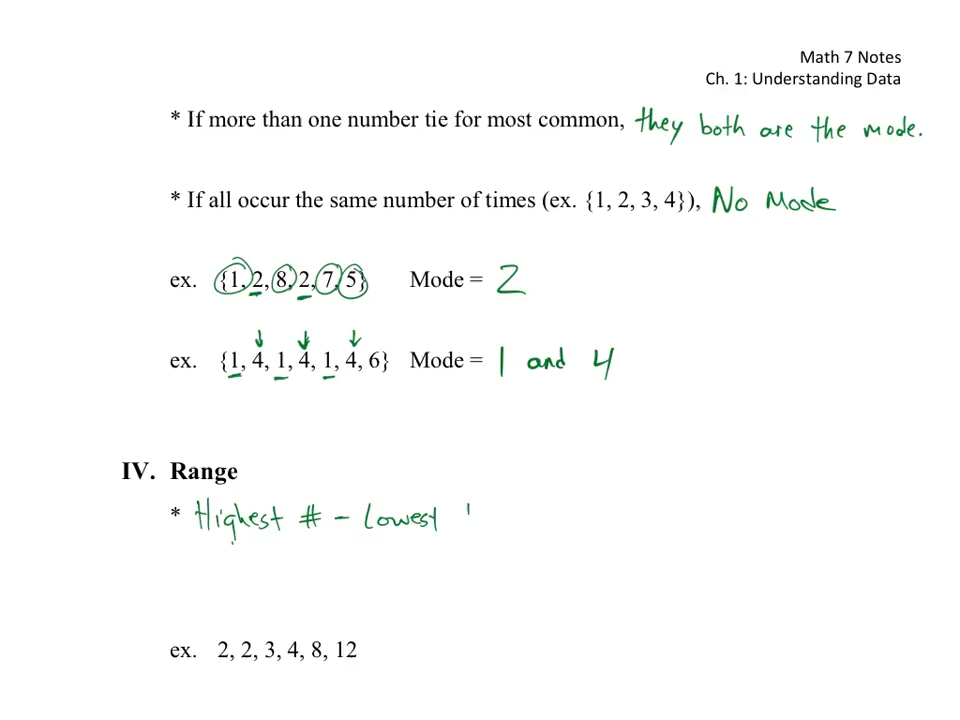 Math 7 Notes
Ch. 1: Understanding Data
* If more than one number tie for most common, they both are the mode.
* If all occur the same number of times (ex. {1, 2, 3, 4}), No Mode
ex. {1, 2, 8, 2, 7, 5} Mode = 2
ex. {1, 4, 1, 4, 1, 4, 6} Mode = 1 and 4
IV. Range
* Highest # - Lowest
ex. 2, 2, 3, 4, 8, 12